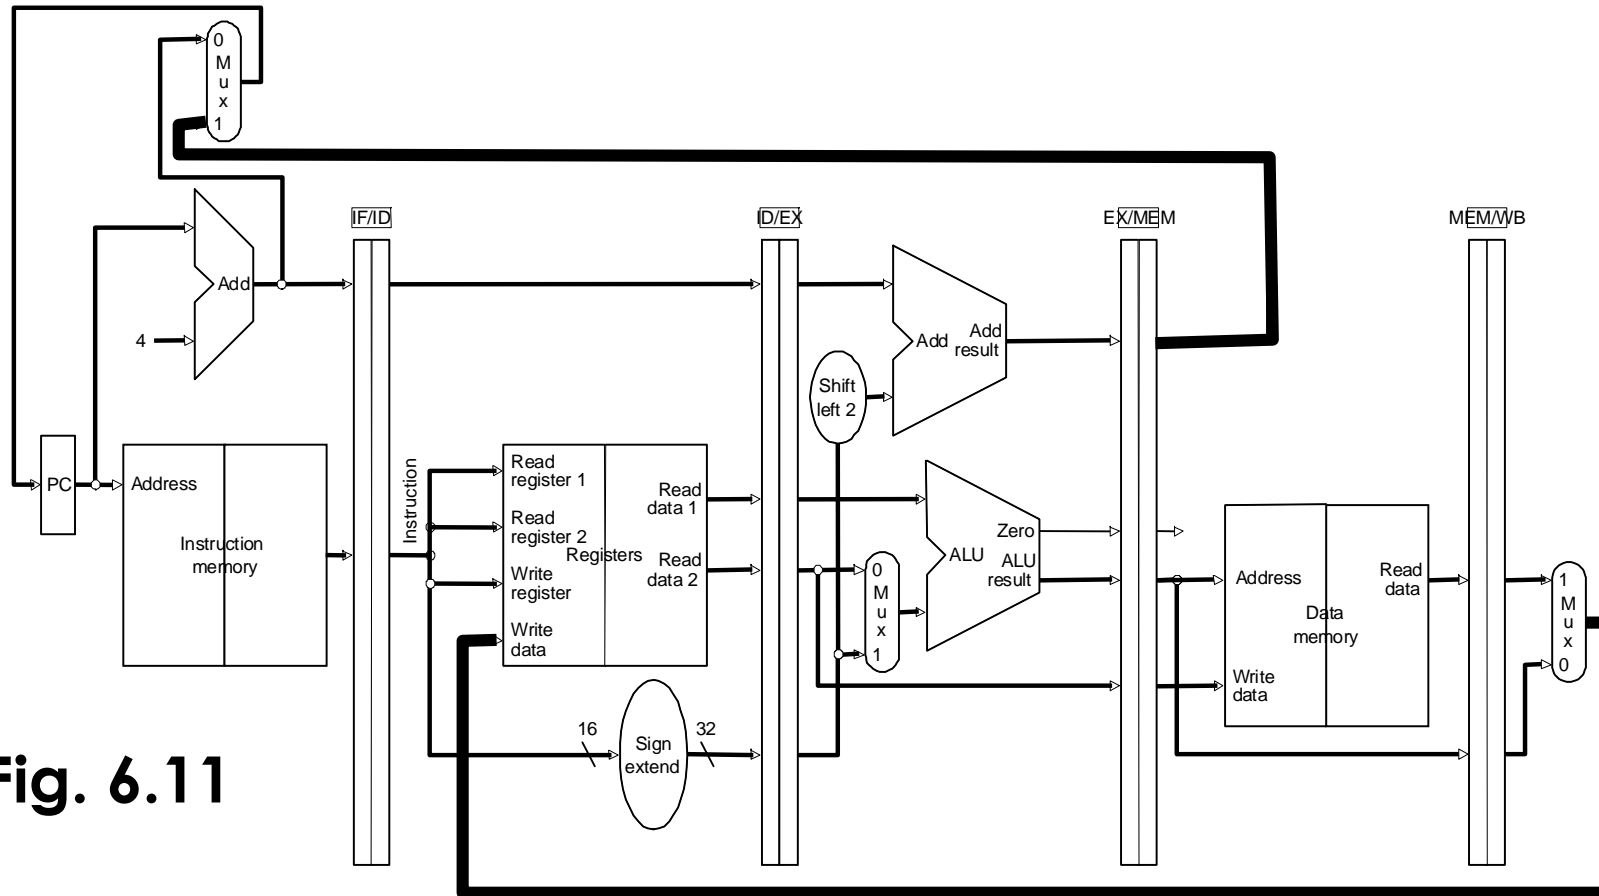 0
M
u
x
1
IF/ID
ID/EX
EX/MEM
MEM/WB
Add
4
Add
Add
result
Shift
left 2
PC
Address
Instruction
memory
Instruction
Read
register 1
Read
register 2
Write
register
Write
data
Registers
Read
data 1
Read
data 2
0
M
u
x
1
Zero
ALU
ALU
result
Address
Write
data
Data
memory
Read
data
1
M
u
x
0
16
Sign
extend
32
Fig. 6.11